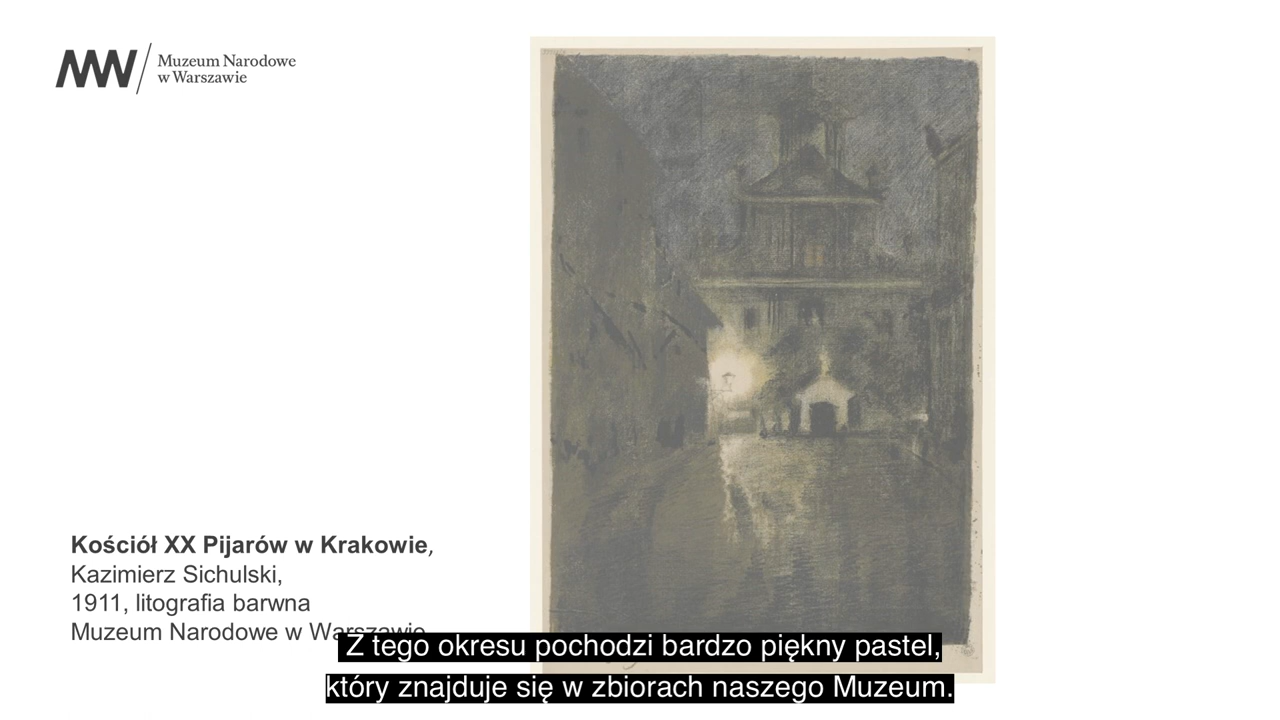 Muzeum Narodowe
w Warszawie
Kościół XX Pijarów w Krakowie,
Kazimierz Sichulski,
1911, litografia barwna
Muzeum Narodowe w Warszawie
Z tego okresu pochodzi bardzo piękny pastel,
który znajduje się w zbiorach naszego Muzeum.